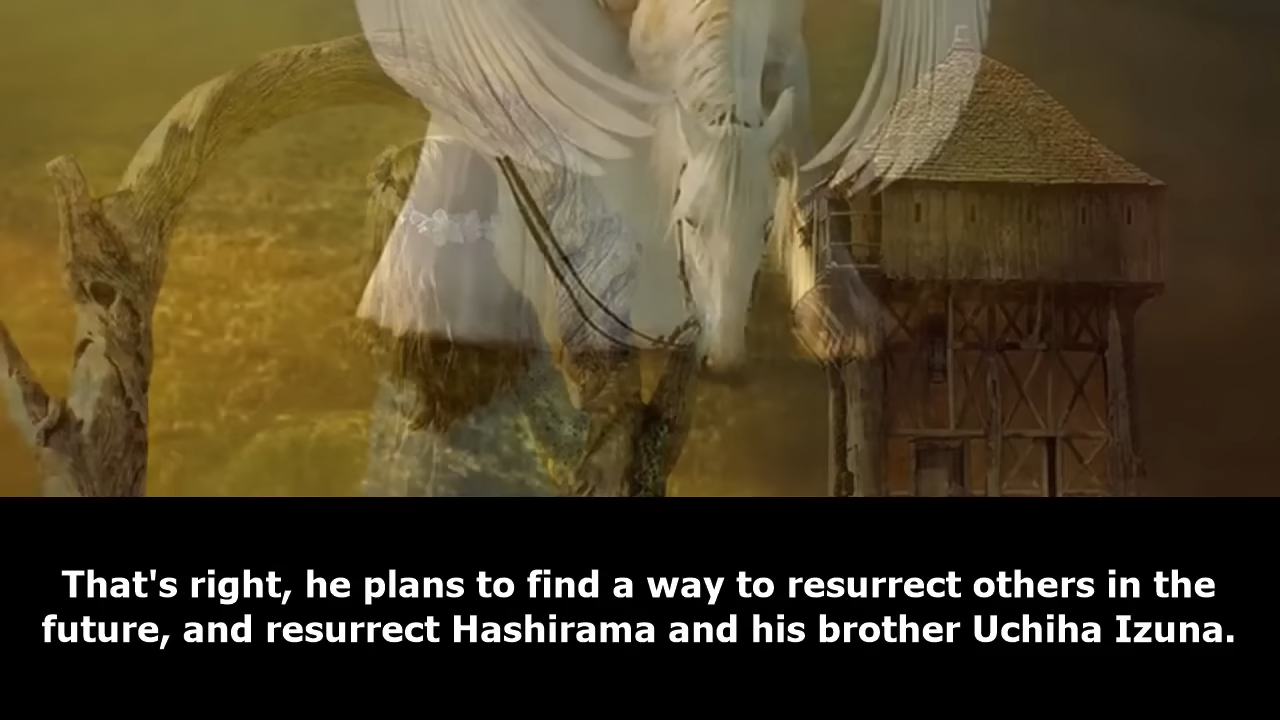 That's right, he plans to find a way to resurrect others in the
future, and resurrect Hashirama and his brother Uchiha Izuna.